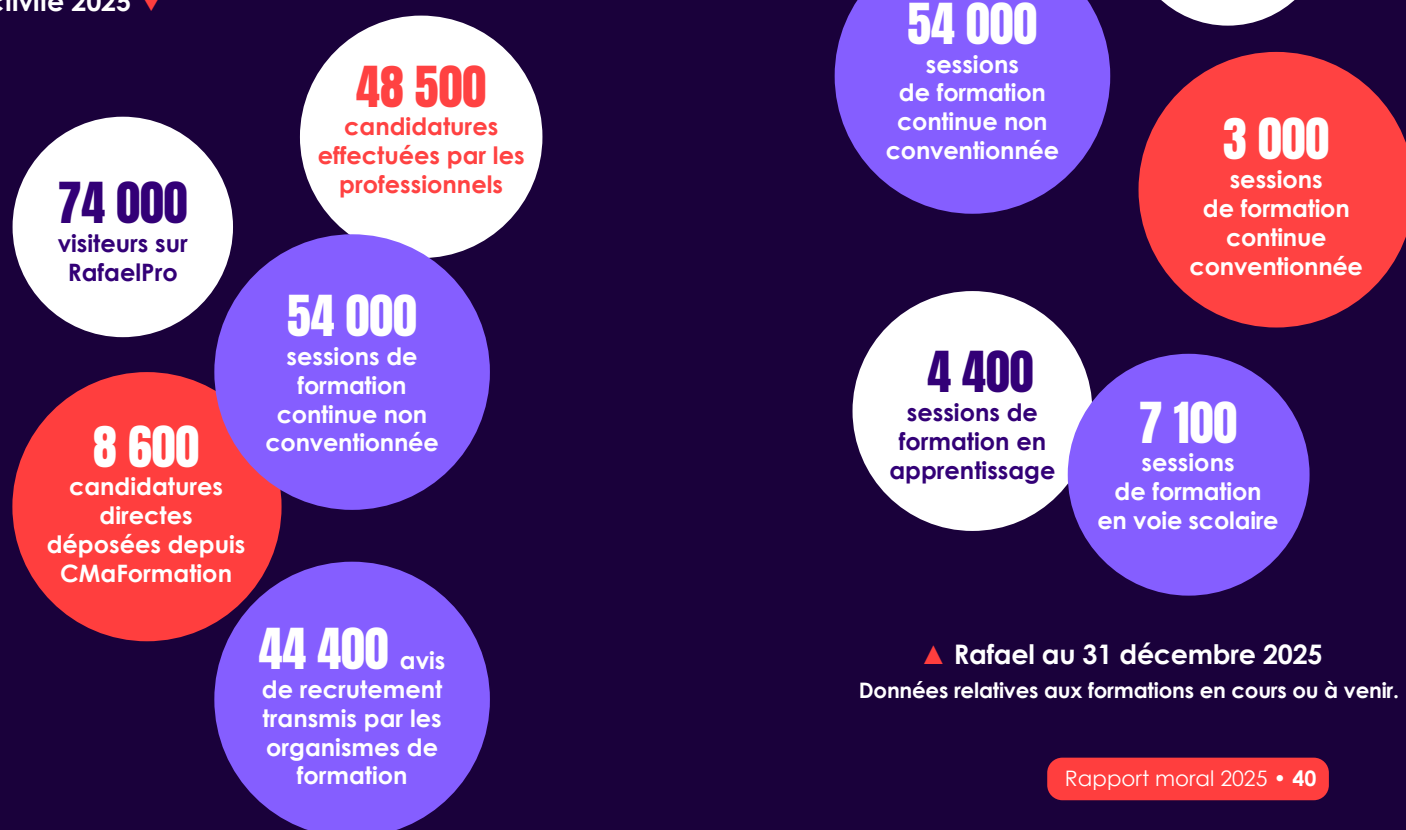 2025
48 500
candidatures
effectuées par les
professionnels
74 000
visiteurs sur
RafaelPro
54 000
sessions de
formation
continue non
conventionnée
8 600
candidatures
directes
déposées depuis
CMaFormation
44 400 avis
de recrutement
transmis par les
organismes de
formation
54 000
sessions
de formation
continue non
conventionnée
3 000
sessions
de formation
continue
conventionnée
4 400
sessions de
formation en
apprentissage
7 100
sessions
de formation
en voie scolaire
▲ Rafael au 31 décembre 2025
Données relatives aux formations en cours ou à venir.
Rapport moral 2025 • 40